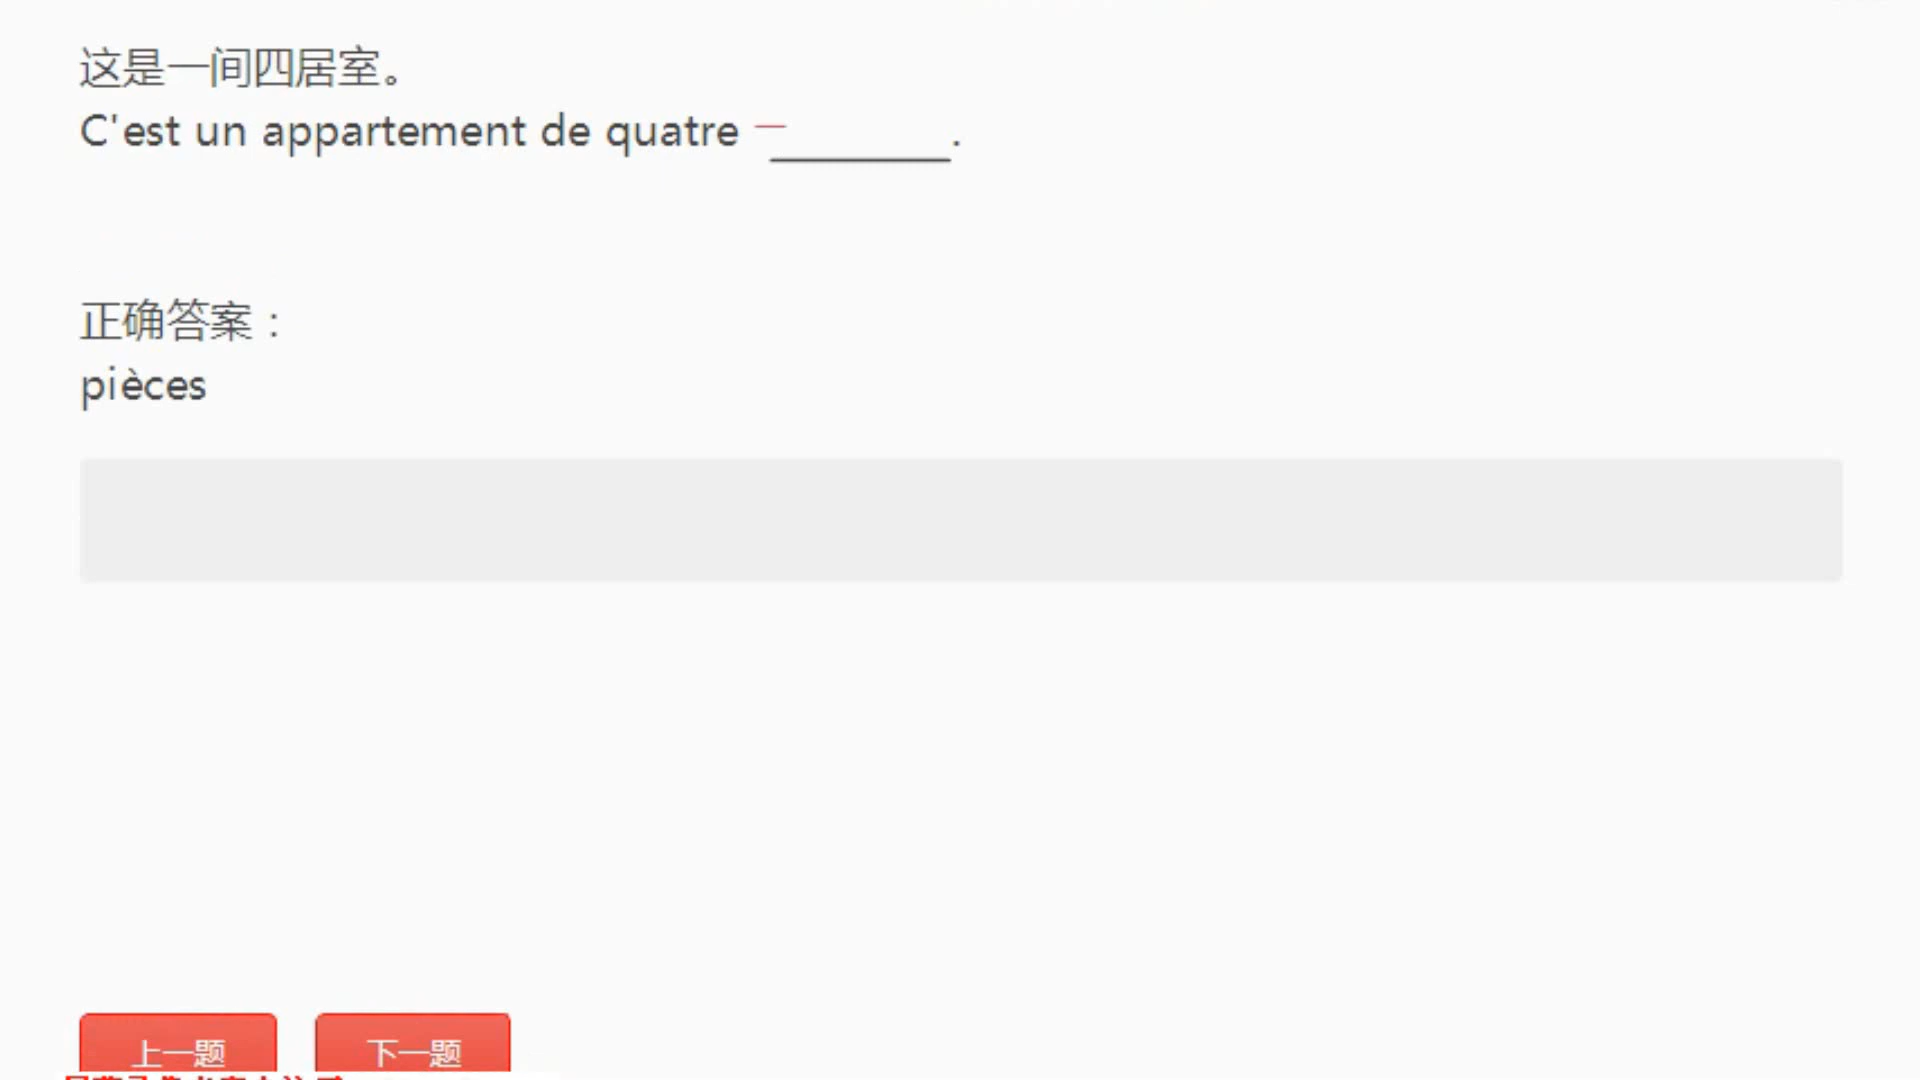 这是一间四居室。
C'est un appartement de quatre _________.
正确答案：
pièces
上一题 下一题